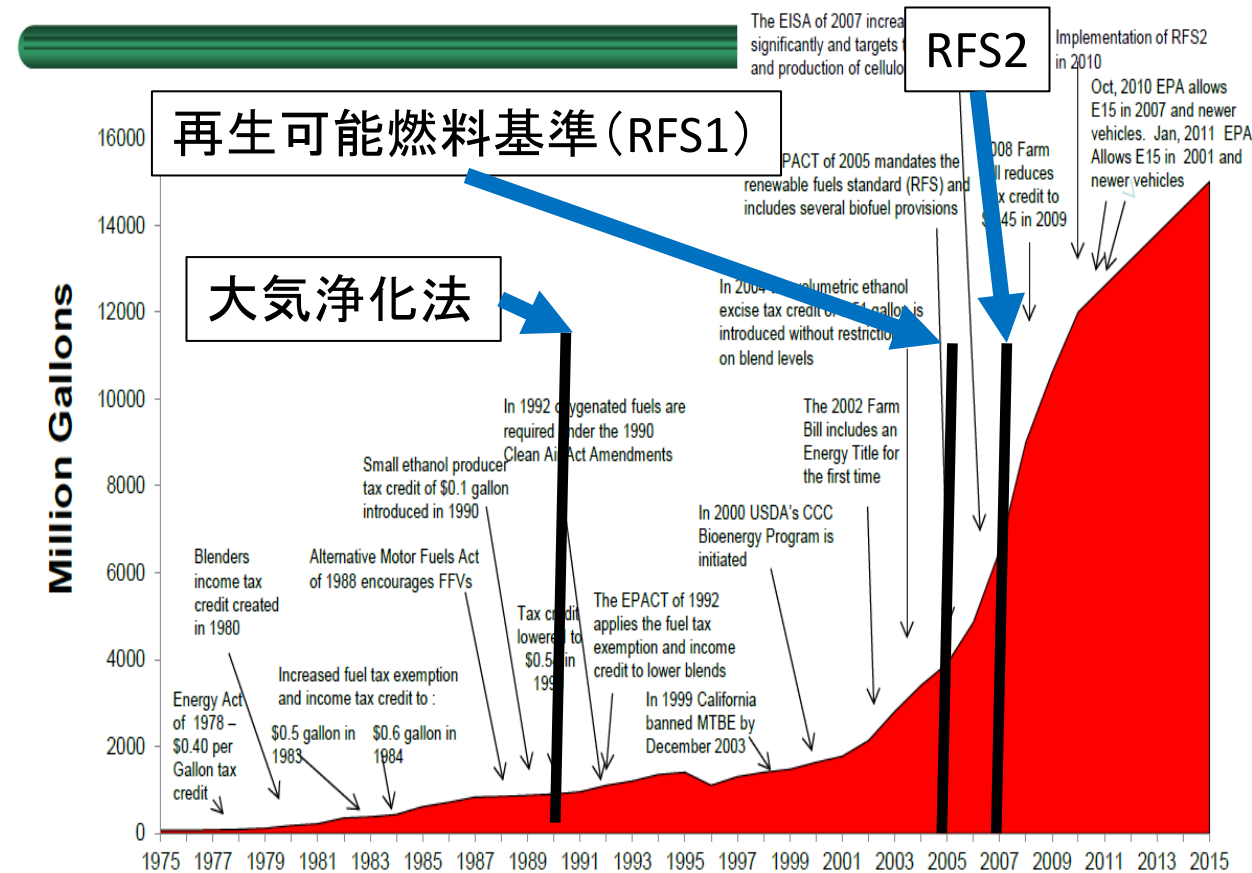 The EISA of 2007 increa
significantly and targets
and production of cellulo
RFS2
Implementation of RFS2
in 2010
Oct, 2010 EPA allows
E15 in 2007 and newer
vehicles. Jan, 2011 EPA
Allows E15 in 2001 and
newer vehicles
再生可能燃料基準（RFS1）
PACT of 2005 mandates the
renewable fuels standard (RFS) and
includes several biofuel provisions
008 Farm
ill reduces
x credit to
45 in 2009
大気浄化法
In 2004 volumetric ethanol
excise tax credit of gallon is
introduced without restriction
on blend levels
In 1992 oxygenated fuels are
required under the 1990
Clean Air Act Amendments
The 2002 Farm
Bill includes an
Energy Title for
the first time
Small ethanol producer
tax credit of $0.1 gallon
introduced in 1990
In 2000 USDA's CCC
Bioenergy Program is
initiated
Blenders
income tax
credit created
in 1980
Alternative Motor Fuels Act
of 1988 encourages FFVs
Tax credit
lowered to
in
The EPACT of 1992
applies the fuel tax
exemption and income
credit to lower blends
Increased fuel tax exemption
and income tax credit to :
$0.5 gallon in
1983
$0.6 gallon in
1984
Energy Act
of 1978 –
$0.40 per
Gallon tax
credit
In 1999 California
banned MTBE by
December 2003
Million Gallons
16000
14000
12000
10000
8000
6000
4000
2000
0
1975 1977 1979 1981 1983 1985 1987 1989 1991 1993 1995 1997 1999 2001 2003 2005 2007 2009 2011 2013 2015